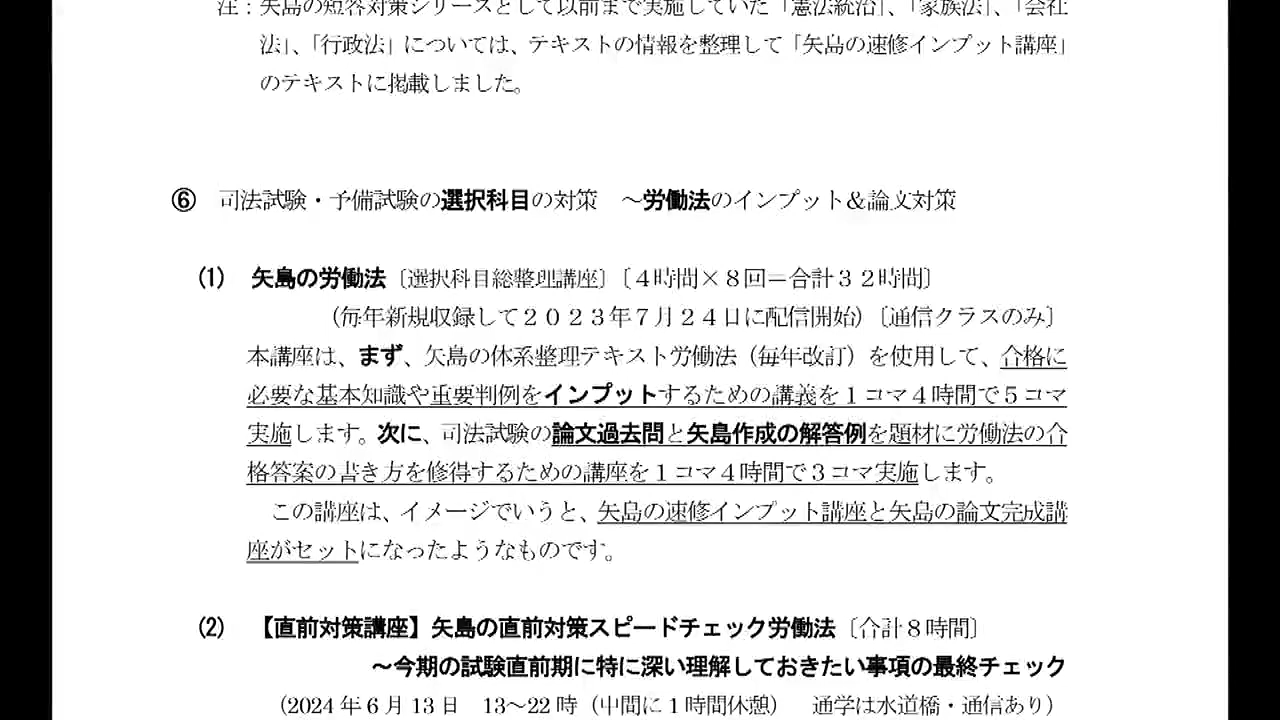 注：矢島の短答対策シリーズとして以前まで実施していた「憲法統治」、「家族法」、「会社
法」、「行政法」については、テキストの情報を整理して「矢島の速修インプット講座」
のテキストに掲載しました。
⑥　司法試験・予備試験の選択科目の対策　～労働法のインプット＆論文対策
(1)　矢島の労働法〔選択科目総整理講座〕〔４時間×８回＝合計３２時間〕
（毎年新規収録して２０２３年７月２４日に配信開始）〔通信クラスのみ〕
本講座は、まず、矢島の体系整理テキスト労働法（毎年改訂）を使用して、合格に
必要な基本知識や重要判例をインプットするための講義を１コマ４時間で５コマ
実施します。次に、司法試験の論文過去問と矢島作成の解答例を題材に労働法の合
格答案の書き方を修得するための講座を１コマ４時間で３コマ実施します。
この講座は、イメージでいうと、矢島の速修インプット講座と矢島の論文完成講
座がセットになったようなものです。
(2)　【直前対策講座】矢島の直前対策スピードチェック労働法〔合計８時間〕
～今期の試験直前期に特に深い理解しておきたい事項の最終チェック
（2024 年 6 月 13 日　13～22 時（中間に 1 時間休憩）　通学は水道橋・通信あり）